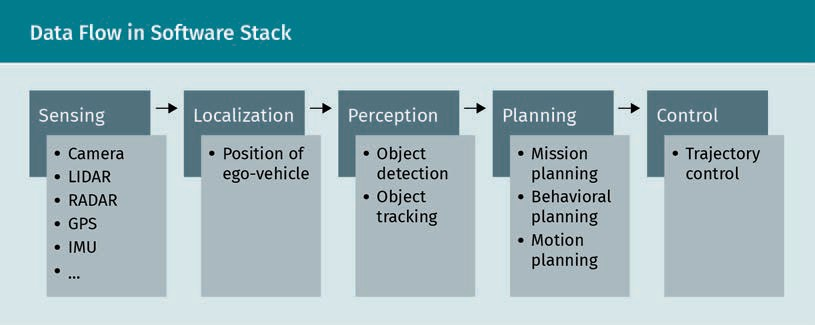 Data Flow in Software Stack
Sensing
• Camera
• LIDAR
• RADAR
• GPS
• IMU
• ...
Localization
• Position of
ego-vehicle
Perception
• Object
detection
• Object
tracking
Planning
• Mission
planning
• Behavioral
planning
• Motion
planning
Control
• Trajectory
control